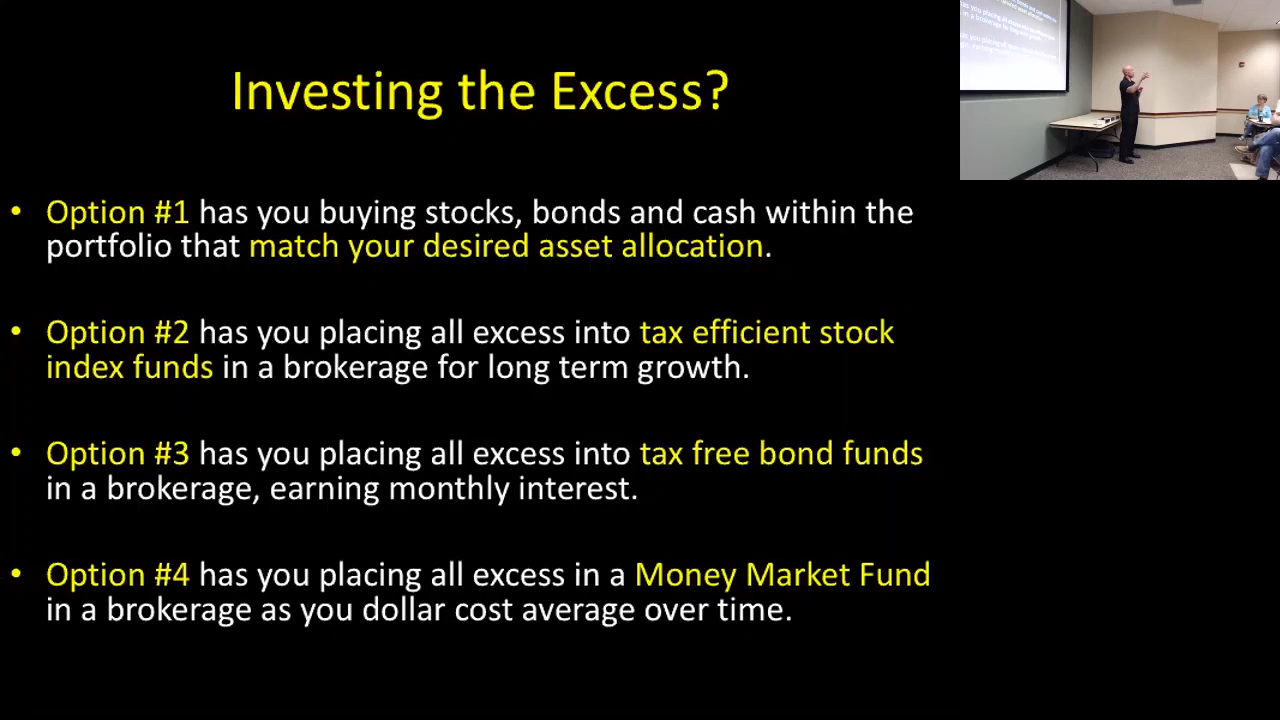 Investing the Excess?
• Option #1 has you buying stocks, bonds and cash within the
portfolio that match your desired asset allocation.
• Option #2 has you placing all excess into tax efficient stock
index funds in a brokerage for long term growth.
• Option #3 has you placing all excess into tax free bond funds
in a brokerage, earning monthly interest.
• Option #4 has you placing all excess in a Money Market Fund
in a brokerage as you dollar cost average over time.